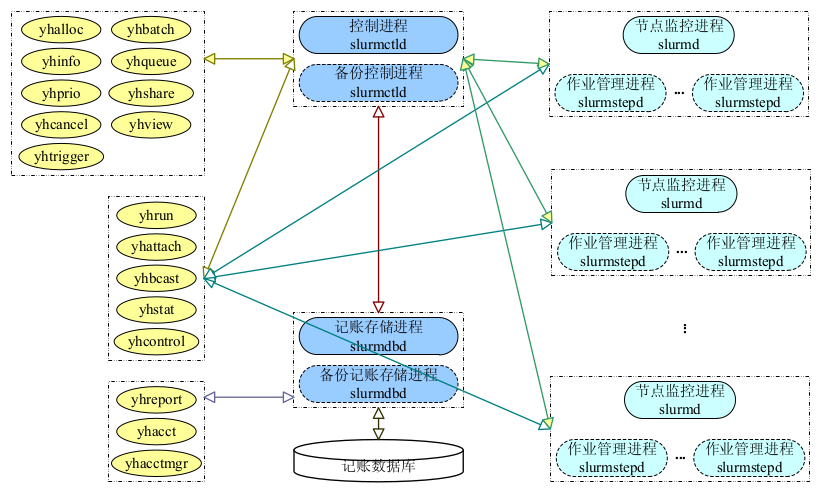 yhalloc
yhbatch
yhinfo
yhqueue
yhprio
yhshare
yhcancel
yhview
yhtrigger
yhrun
yhattach
yhbcast
yhstat
yhcontrol
yhreport
yhacct
yhacctmgr
控制进程
slurmctld
备份控制进程
slurmctld
记账存储进程
slurmdbd
备份记账存储进程
slurmdbd
记账数据库
节点监控进程
slurmd
作业管理进程
slurmstepd
...
作业管理进程
slurmstepd
节点监控进程
slurmd
作业管理进程
slurmstepd
...
作业管理进程
slurmstepd
...
节点监控进程
slurmd
作业管理进程
slurmstepd
...
作业管理进程
slurmstepd